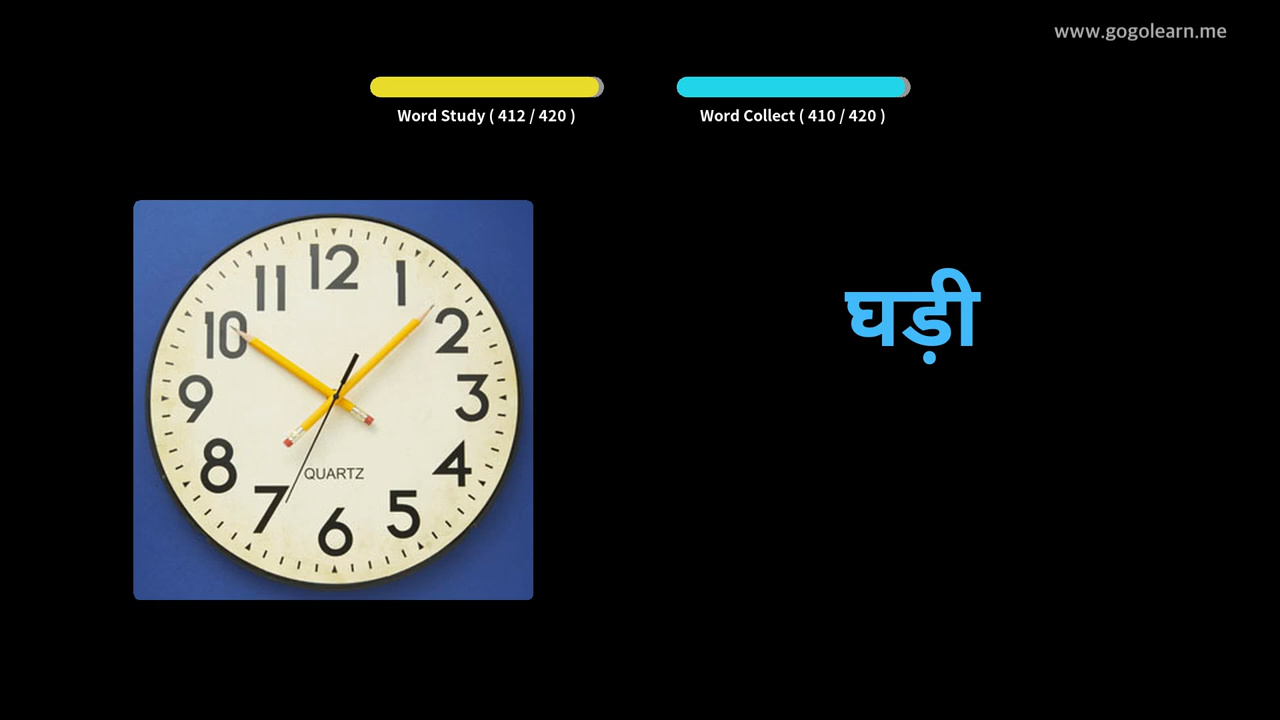 www.gogolearn.me
Word Study ( 412 / 420 )
Word Collect ( 410 / 420 )
12
11
1
10
2
9
3
8
4
QUARTZ
7
5
6
घड़ी